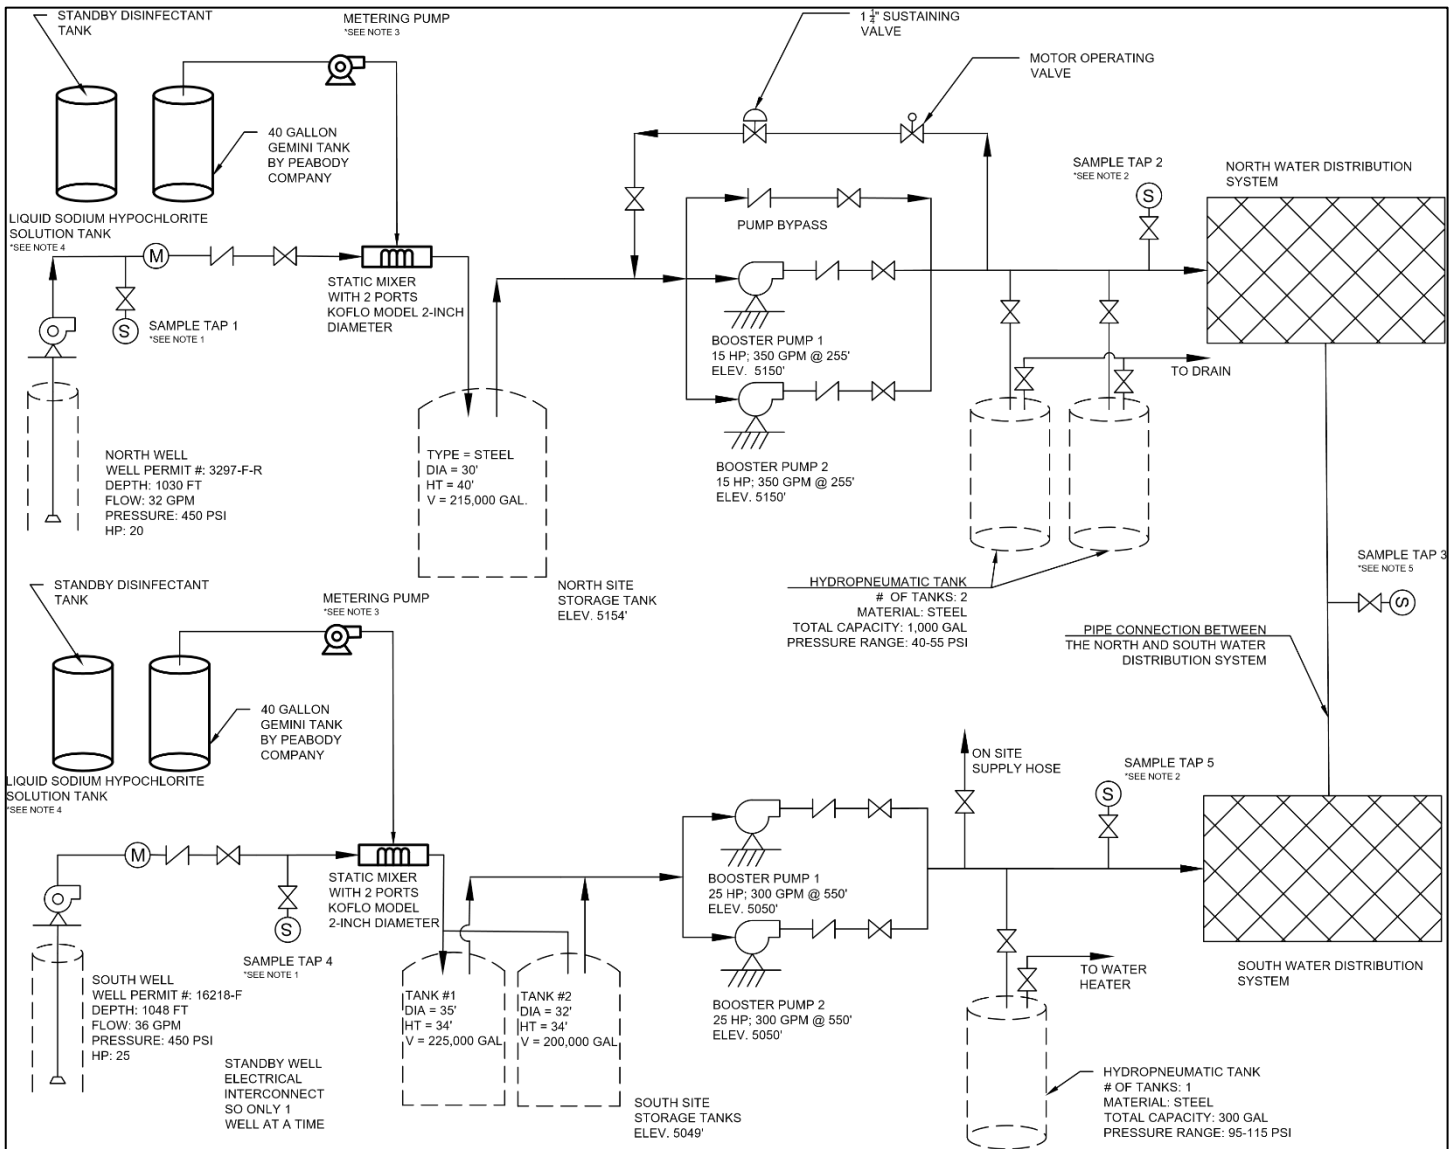 STANDBY DISINFECTANT
TANK
METERING PUMP
*SEE NOTE 3
1 1/4" SUSTAINING
VALVE
MOTOR OPERATING
VALVE
40 GALLON
GEMINI TANK
BY PEABODY
COMPANY
SAMPLE TAP 2
*SEE NOTE 2
S
NORTH WATER DISTRIBUTION
SYSTEM
LIQUID SODIUM HYPOCHLORITE
SOLUTION TANK
*SEE NOTE 4
M
PUMP BYPASS
STATIC MIXER
WITH 2 PORTS
KOFLO MODEL 2-INCH
DIAMETER
S
SAMPLE TAP 1
*SEE NOTE 1
BOOSTER PUMP 1
15 HP; 350 GPM @ 255'
ELEV. 5150'
TO DRAIN
NORTH WELL
WELL PERMIT #: 3297-F-R
DEPTH: 1030 FT
FLOW: 32 GPM
PRESSURE: 450 PSI
HP: 20
TYPE = STEEL
DIA = 30'
HT = 40'
V = 215,000 GAL.
BOOSTER PUMP 2
15 HP; 350 GPM @ 255'
ELEV. 5150'
NORTH SITE
STORAGE TANK
ELEV. 5154'
HYDROPNEUMATIC TANK
# OF TANKS: 2
MATERIAL: STEEL
TOTAL CAPACITY: 1,000 GAL
PRESSURE RANGE: 40-55 PSI
SAMPLE TAP 3
*SEE NOTE 5
S
PIPE CONNECTION BETWEEN
THE NORTH AND SOUTH WATER
DISTRIBUTION SYSTEM
STANDBY DISINFECTANT
TANK
METERING PUMP
*SEE NOTE 3
40 GALLON
GEMINI TANK
BY PEABODY
COMPANY
LIQUID SODIUM HYPOCHLORITE
SOLUTION TANK
*SEE NOTE 4
ON SITE
SUPPLY HOSE
SAMPLE TAP 5
*SEE NOTE 2
S
M
STATIC MIXER
WITH 2 PORTS
KOFLO MODEL
2-INCH DIAMETER
S
SAMPLE TAP 4
*SEE NOTE 1
BOOSTER PUMP 1
25 HP; 300 GPM @ 550'
ELEV. 5050'
SOUTH WELL
WELL PERMIT #: 16218-F
DEPTH: 1048 FT
FLOW: 36 GPM
PRESSURE: 450 PSI
HP: 25
TANK #1
DIA = 35'
HT = 34'
V = 225,000 GAL
TANK #2
DIA = 32'
HT = 34'
V = 200,000 GAL
BOOSTER PUMP 2
25 HP; 300 GPM @ 550'
ELEV. 5050'
TO WATER
HEATER
SOUTH WATER DISTRIBUTION
SYSTEM
STANDBY WELL
ELECTRICAL
INTERCONNECT
SO ONLY 1
WELL AT A TIME
SOUTH SITE
STORAGE TANKS
ELEV. 5049'
HYDROPNEUMATIC TANK
# OF TANKS: 1
MATERIAL: STEEL
TOTAL CAPACITY: 300 GAL
PRESSURE RANGE: 95-115 PSI